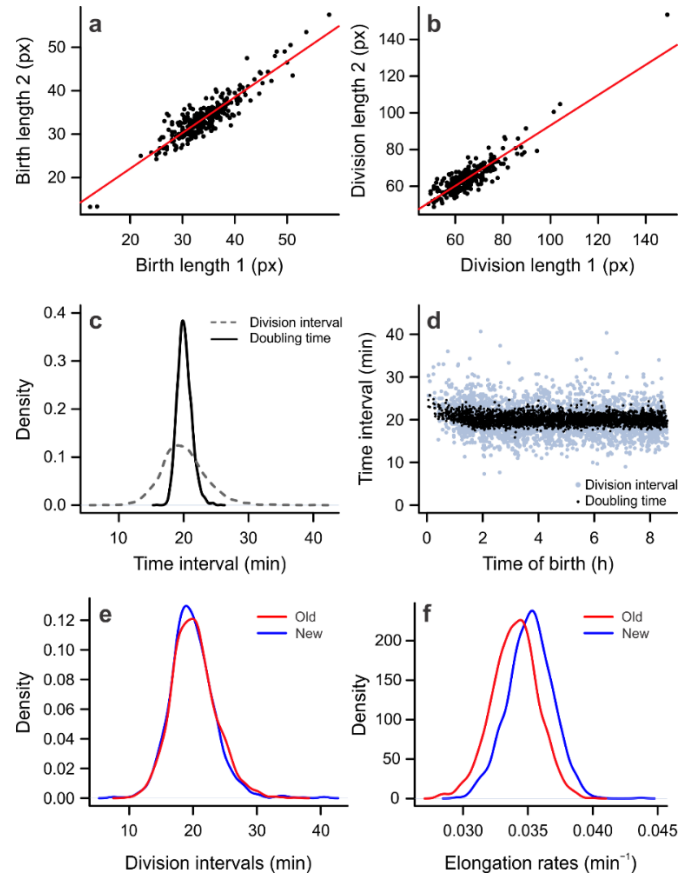 a
Birth length 2 (px)
50
40
30
20
20 30 40 50
Birth length 1 (px)
b
Division length 2 (px)
140
120
100
80
60
60 80 100 120 140
Division length 1 (px)
c
Density
0.4
0.3
0.2
0.1
0.0
Division interval
Doubling time
10 20 30 40
Time interval (min)
d
Time interval (min)
40
30
20
10
0
Division interval
Doubling time
0 2 4 6 8
Time of birth (h)
e
Density
0.12
0.10
0.08
0.06
0.04
0.02
0.00
Old
New
10 20 30 40
Division intervals (min)
f
Density
200
150
100
50
0
Old
New
0.030 0.035 0.040 0.045
Elongation rates (min⁻¹)